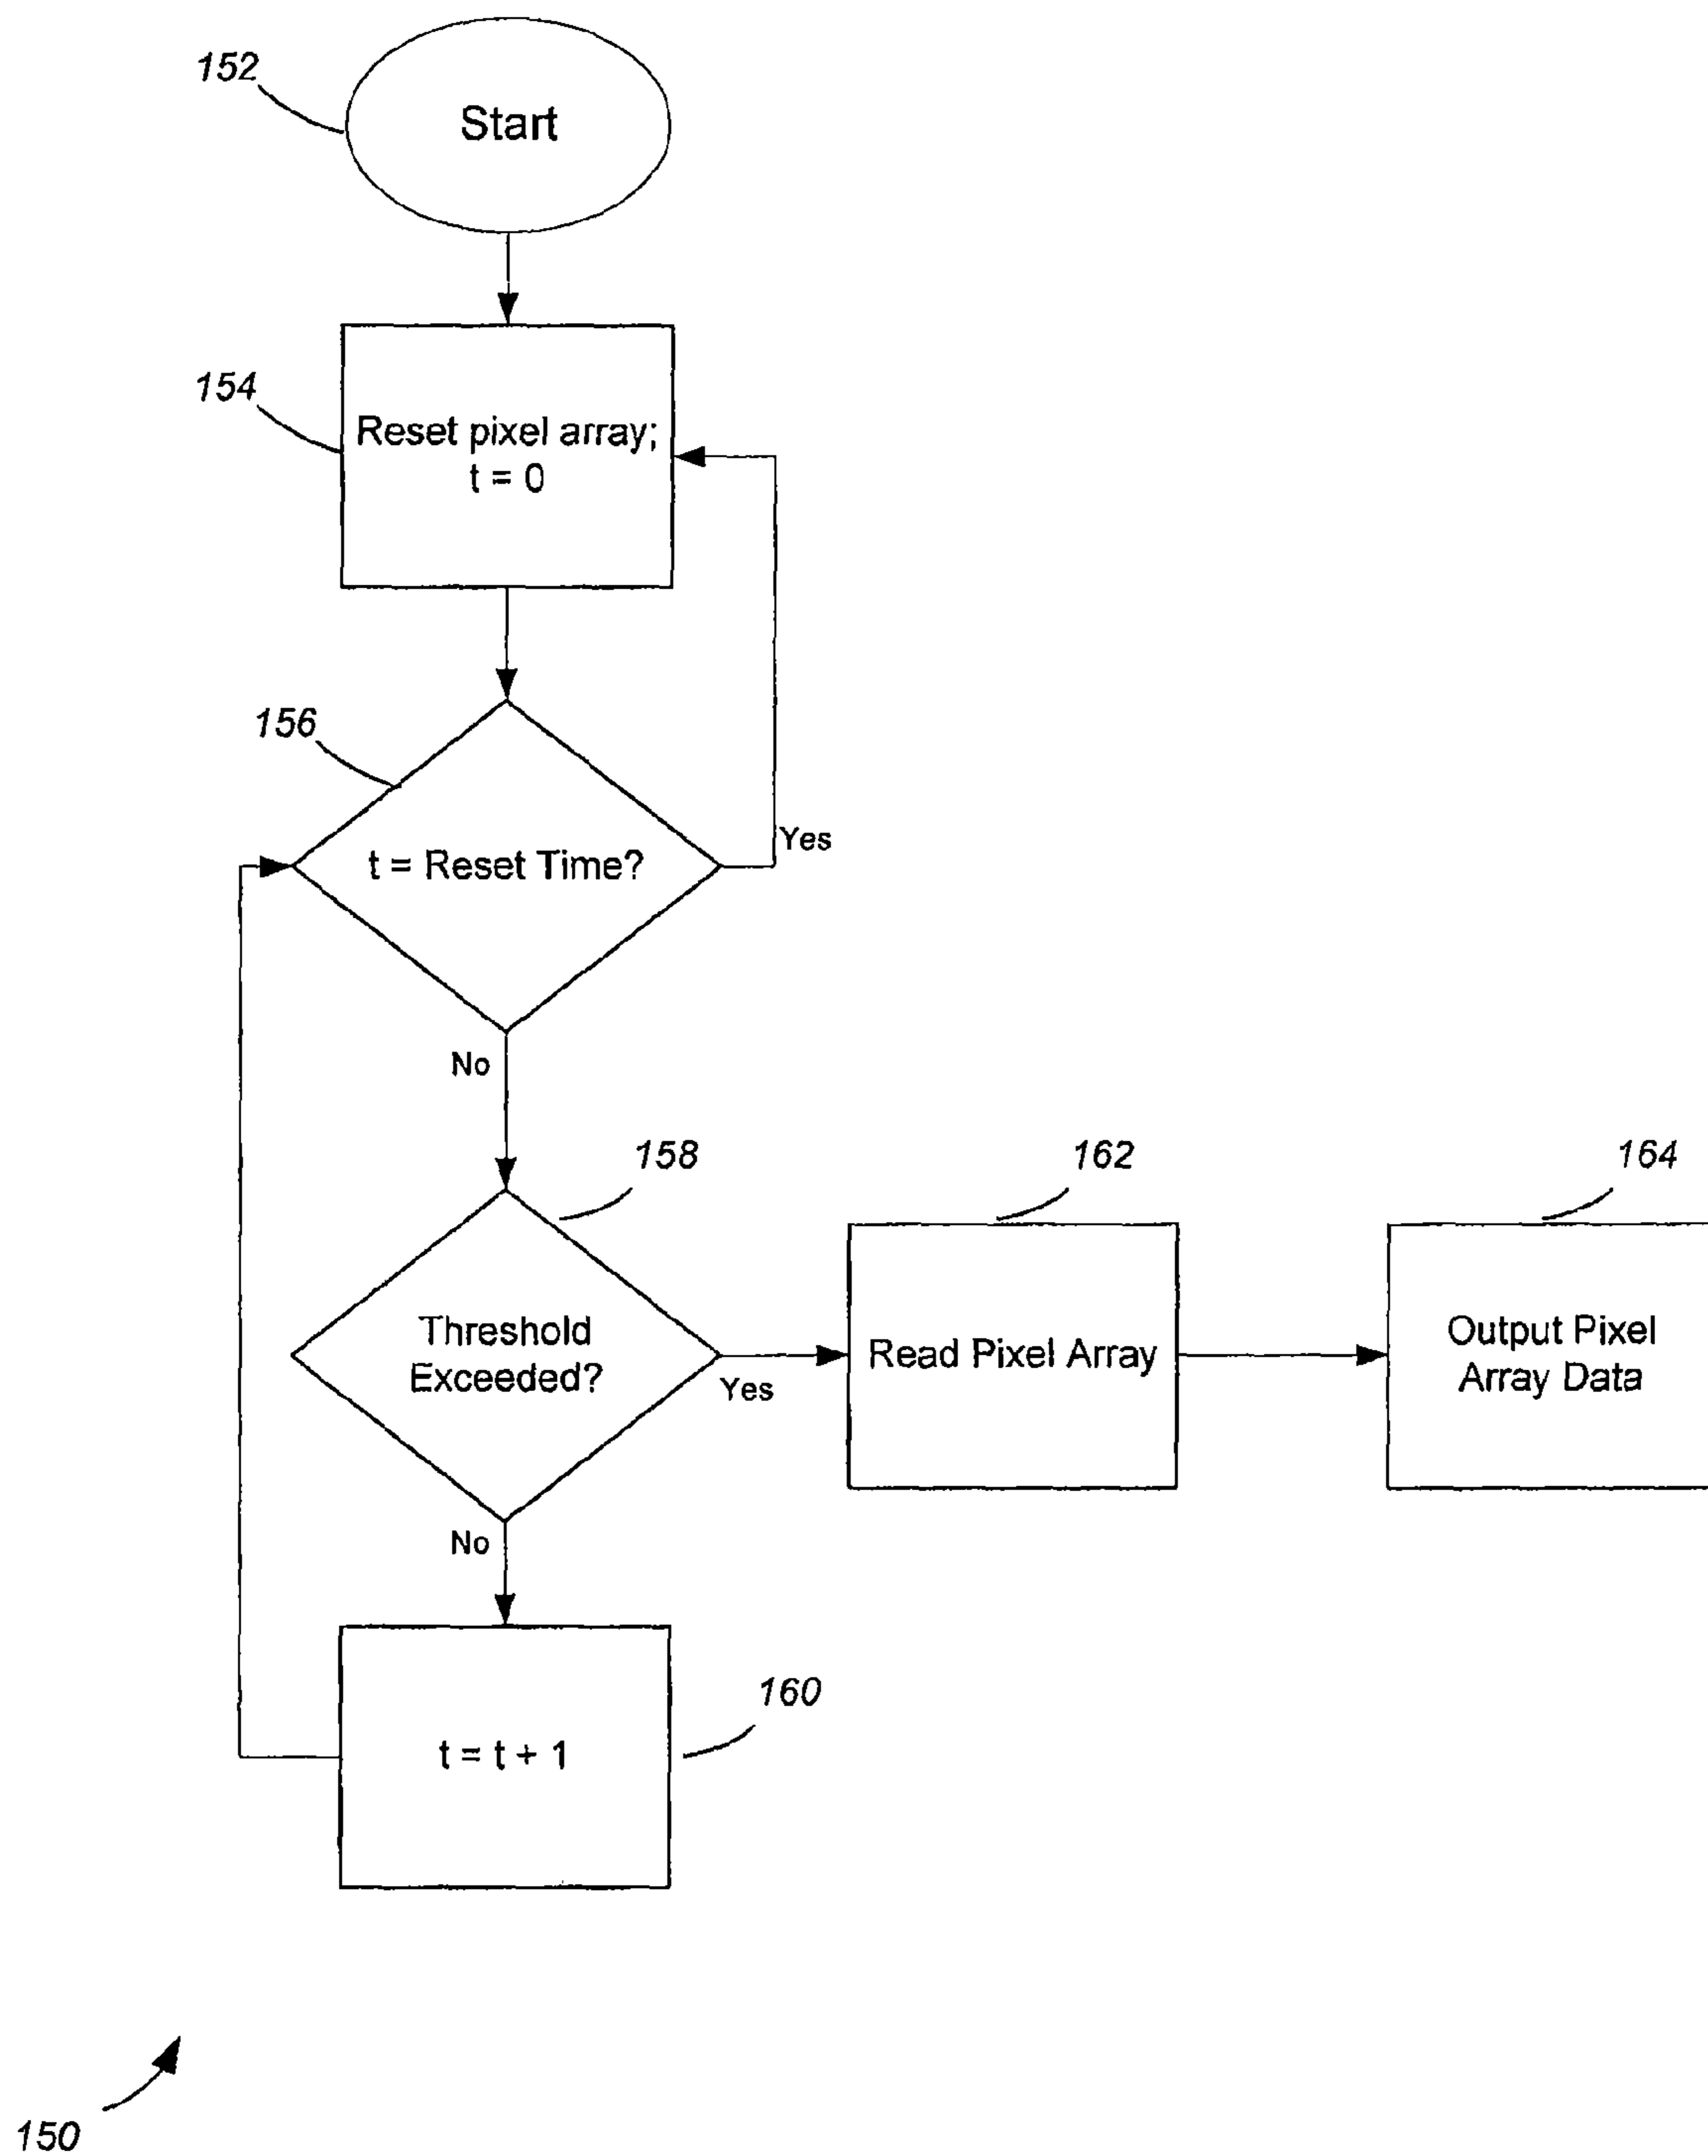 152
Start
154
Reset pixel array;
t = 0
156
t = Reset Time?
Yes
No
158
162
164
Threshold
Exceeded?
Yes
Read Pixel Array
Output Pixel
Array Data
No
160
t = t + 1
150